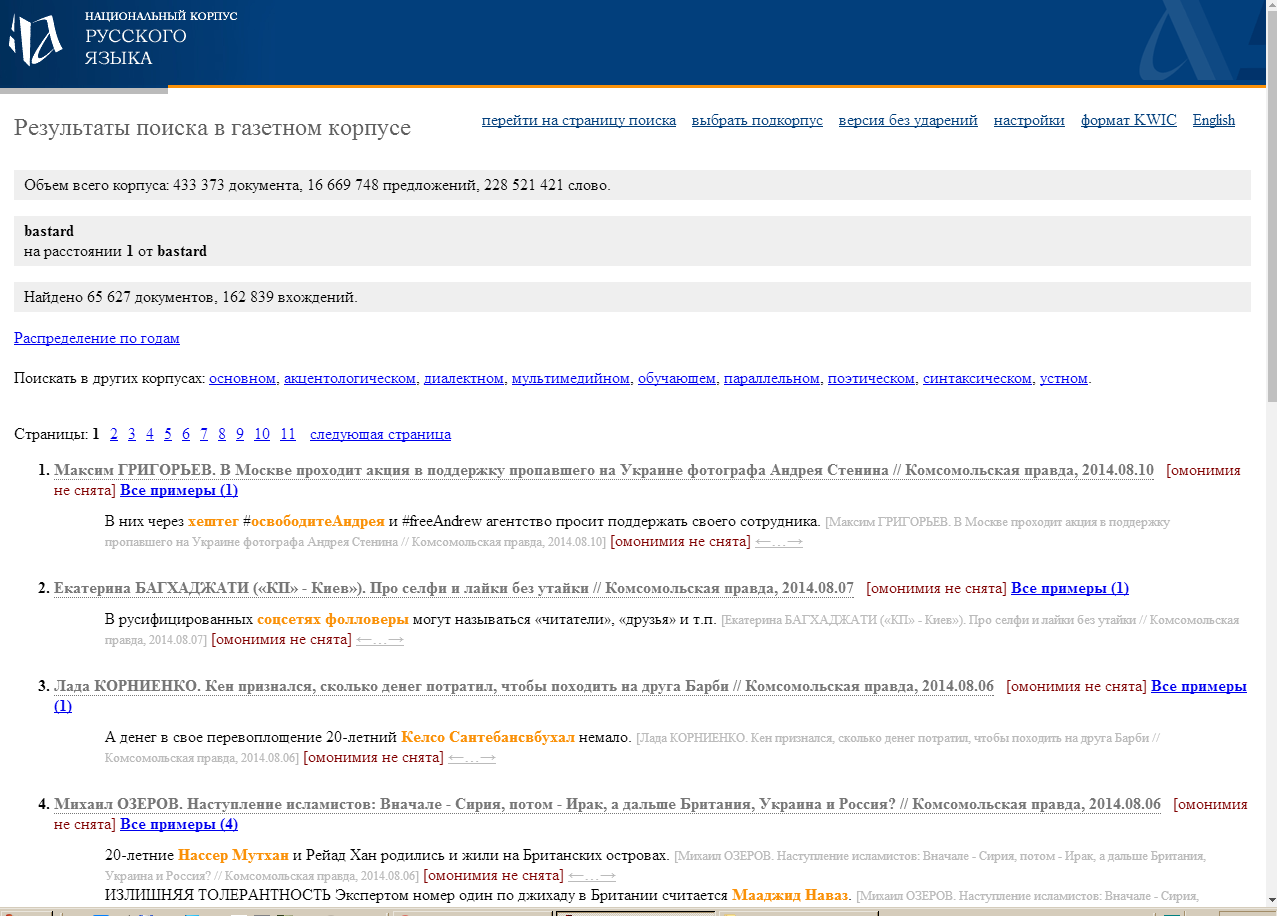 НАЦИОНАЛЬНЫЙ КОРПУС
РУССКОГО
ЯЗЫКА
Результаты поиска в газетном корпусе
перейти на страницу поиска выбрать подкорпус версия без ударений настройки формат KWIC English
Объем всего корпуса: 433 373 документа, 16 669 748 предложений, 228 521 421 слово.
bastard
на расстоянии 1 от bastard
Найдено 65 627 документов, 162 839 вхождений.
Распределение по годам
Поискать в других корпусах: основном, акцентологическом, диалектном, мультимедийном, обучающем, параллельном, поэтическом, синтаксическом, устном.
Страницы: 1 2 3 4 5 6 7 8 9 10 11 следующая страница
1. Максим ГРИГОРЬЕВ. В Москве проходит акция в поддержку пропавшего на Украине фотографа Андрея Стенина // Комсомольская правда, 2014.08.10 [омонимия
не снята] Все примеры (1)
В них через хештег #освободитеАндрея и #freeAndrew агентство просит поддержать своего сотрудника. [Максим ГРИГОРЬЕВ. В Москве проходит акция в поддержку
пропавшего на Украине фотографа Андрея Стенина // Комсомольская правда, 2014.08.10] [омонимия не снята] ←…→
2. Екатерина БАГХАДЖАТИ («КП» - Киев»). Про селфи и лайки без утайки // Комсомольская правда, 2014.08.07 [омонимия не снята] Все примеры (1)
В русифицированных соцсетях фолловеры могут называться «читатели», «друзья» и т.п. [Екатерина БАГХАДЖАТИ («КП» - Киев»). Про селфи и лайки без утайки // Комсомольская
правда, 2014.08.07] [омонимия не снята] ←…→
3. Лада КОРНИЕНКО. Кен признался, сколько денег потратил, чтобы походить на друга Барби // Комсомольская правда, 2014.08.06 [омонимия не снята] Все примеры
(1)
А денег в свое перевоплощение 20-летний Келсо Сантебансвбухал немало. [Лада КОРНИЕНКО. Кен признался, сколько денег потратил, чтобы походить на друга Барби //
Комсомольская правда, 2014.08.06] [омонимия не снята] ←…→
4. Михаил ОЗЕРОВ. Наступление исламистов: Вначале - Сирия, потом - Ирак, а дальше Британия, Украина и Россия? // Комсомольская правда, 2014.08.06 [омонимия
не снята] Все примеры (4)
20-летние Нассер Мутхан и Рейад Хан родились и жили на Британских островах. [Михаил ОЗЕРОВ. Наступление исламистов: Вначале - Сирия, потом - Ирак, а дальше Британия,
Украина и Россия? // Комсомольская правда, 2014.08.06] [омонимия не снята] ←…→
ИЗЛИШНЯЯ ТОЛЕРАНТНОСТЬ Экспертом номер один по джихаду в Британии считается Мааджид Наваз. [Михаил ОЗЕРОВ. Наступление исламистов: Вначале - Сирия,